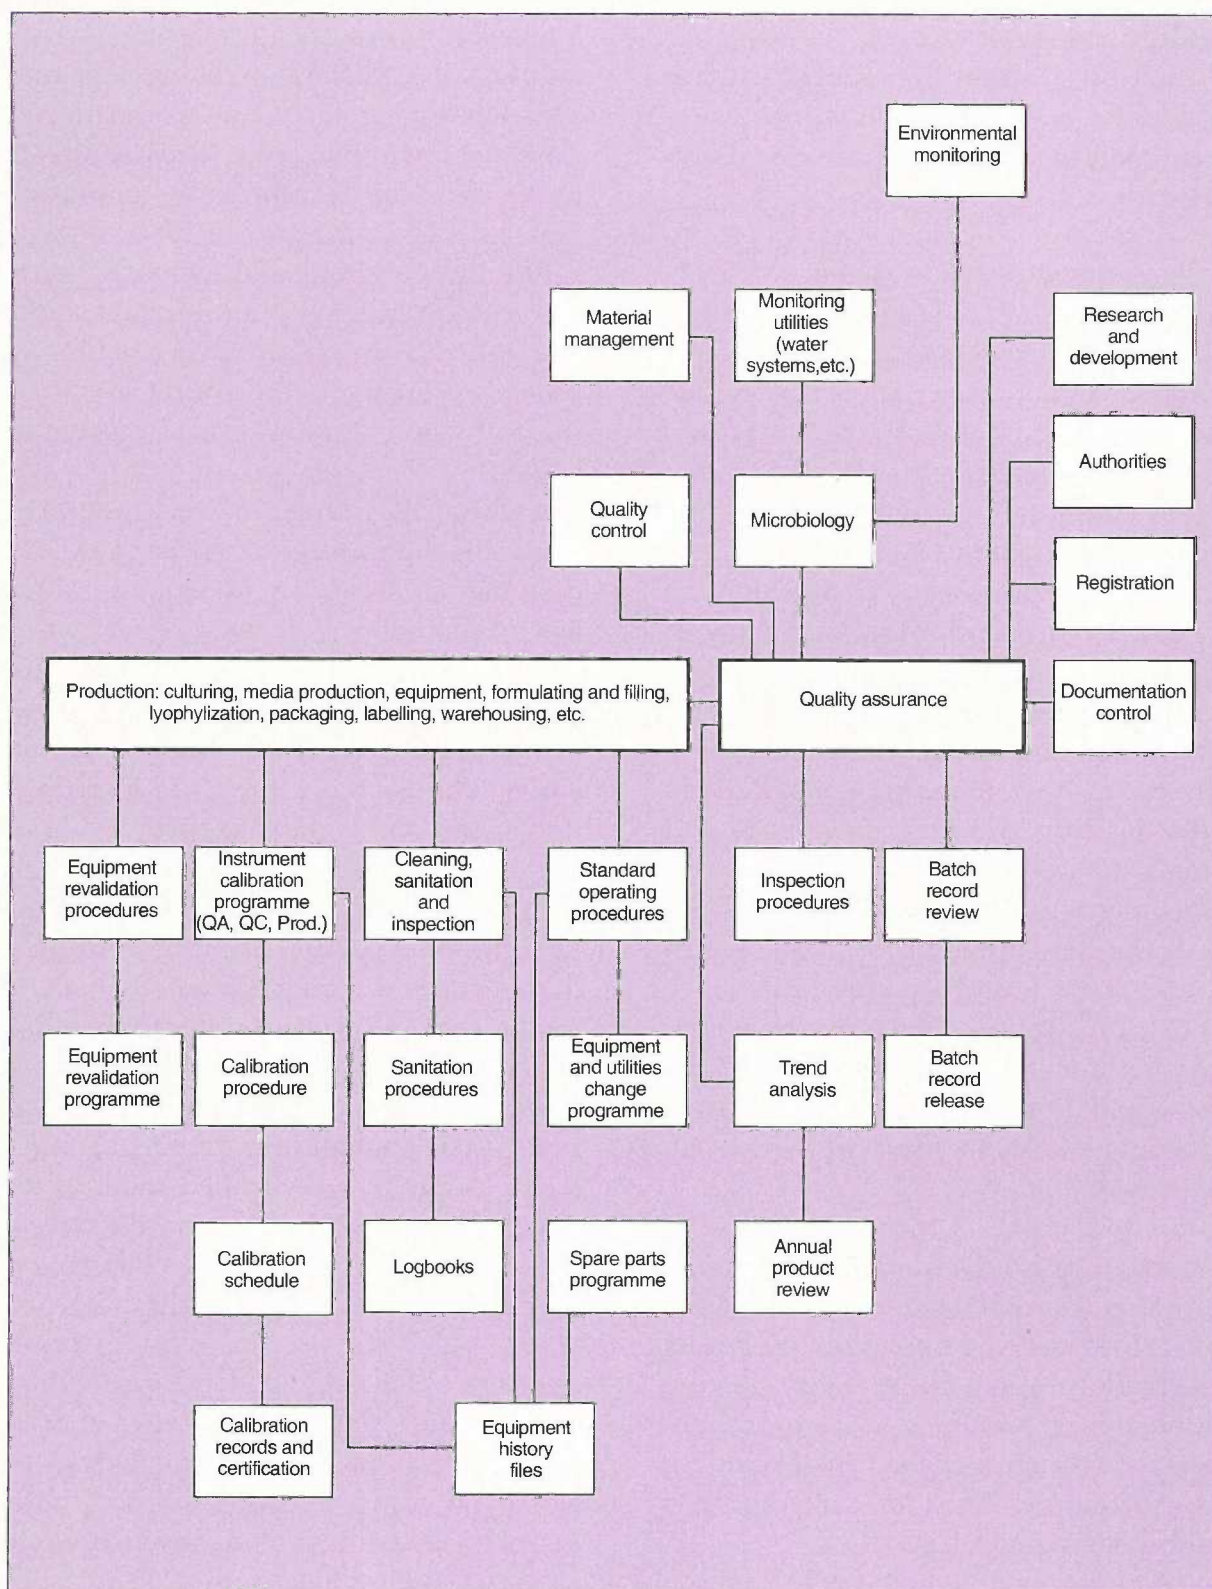 Environmental
monitoring
Material
management
Monitoring
utilities
(water
systems,etc.)
Research
and
development
Authorities
Quality
control
Microbiology
Registration
Production: culturing, media production, equipment, formulating and filling,
lyophylization, packaging, labelling, warehousing, etc.
Quality assurance
Documentation
control
Equipment
revalidation
procedures
Instrument
calibration
programme
(QA, QC, Prod.)
Cleaning,
sanitation
and
inspection
Standard
operating
procedures
Inspection
procedures
Batch
record
review
Equipment
revalidation
programme
Calibration
procedure
Sanitation
procedures
Equipment
and utilities
change
programme
Trend
analysis
Batch
record
release
Calibration
schedule
Logbooks
Spare parts
programme
Annual
product
review
Calibration
records and
certification
Equipment
history
files